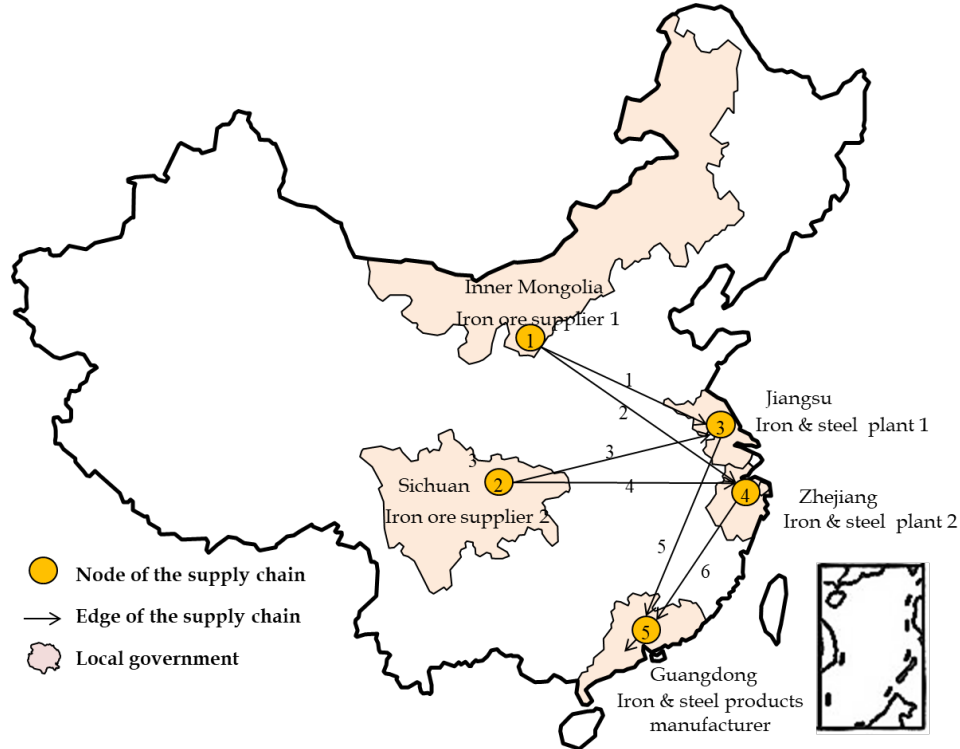 Inner Mongolia
Iron ore supplier 1
1
1
2
Jiangsu
Iron & steel plant 1
3
3
3
Sichuan
2
4
4
Iron ore supplier 2
Zhejiang
Iron & steel plant 2
5
6
5
Node of the supply chain
Edge of the supply chain
Local government
Guangdong
Iron & steel products
manufacturer